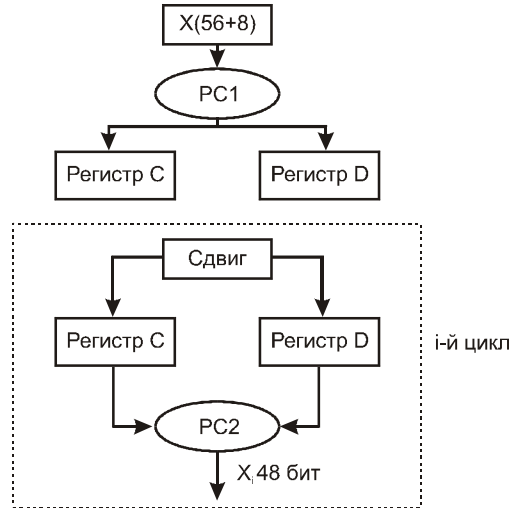 X(56+8)
PC1
Регистр C
Регистр D
Сдвиг
Регистр C
Регистр D
i-й цикл
PC2
Xi 48 бит